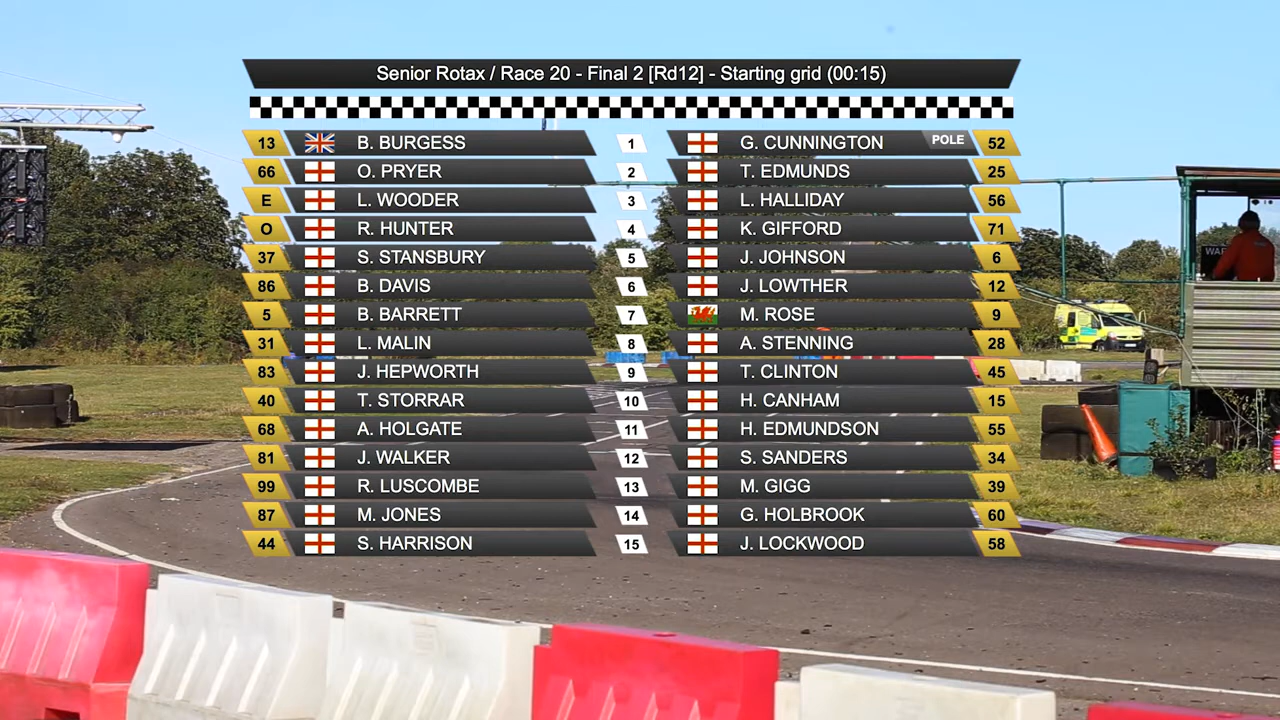 Senior Rotax / Race 20 - Final 2 [Rd12] - Starting grid (00:15)
13 B. BURGESS 1 G. CUNNINGTON POLE 52
66 O. PRYER 2 T. EDMUNDS 25
E L. WOODER 3 L. HALLIDAY 56
O R. HUNTER 4 K. GIFFORD 71
37 S. STANSBURY 5 J. JOHNSON 6
86 B. DAVIS 6 J. LOWTHER 12
5 B. BARRETT 7 M. ROSE 9
31 L. MALIN 8 A. STENNING 28
83 J. HEPWORTH 9 T. CLINTON 45
40 T. STORRAR 10 H. CANHAM 15
68 A. HOLGATE 11 H. EDMUNDSON 55
81 J. WALKER 12 S. SANDERS 34
99 R. LUSCOMBE 13 M. GIGG 39
87 M. JONES 14 G. HOLBROOK 60
44 S. HARRISON 15 J. LOCKWOOD 58